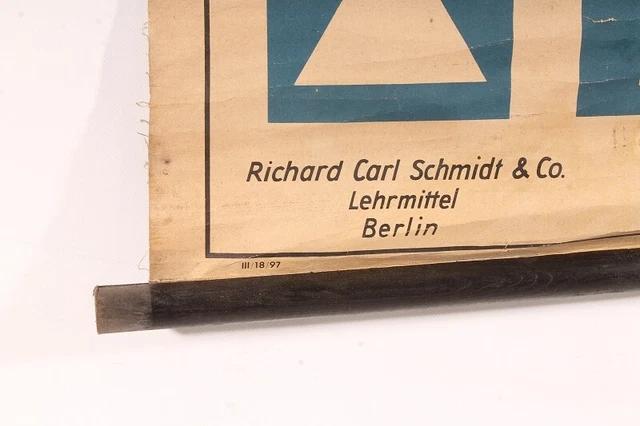 Richard Carl Schmidt & Co.
Lehrmittel
Berlin
III/18/97